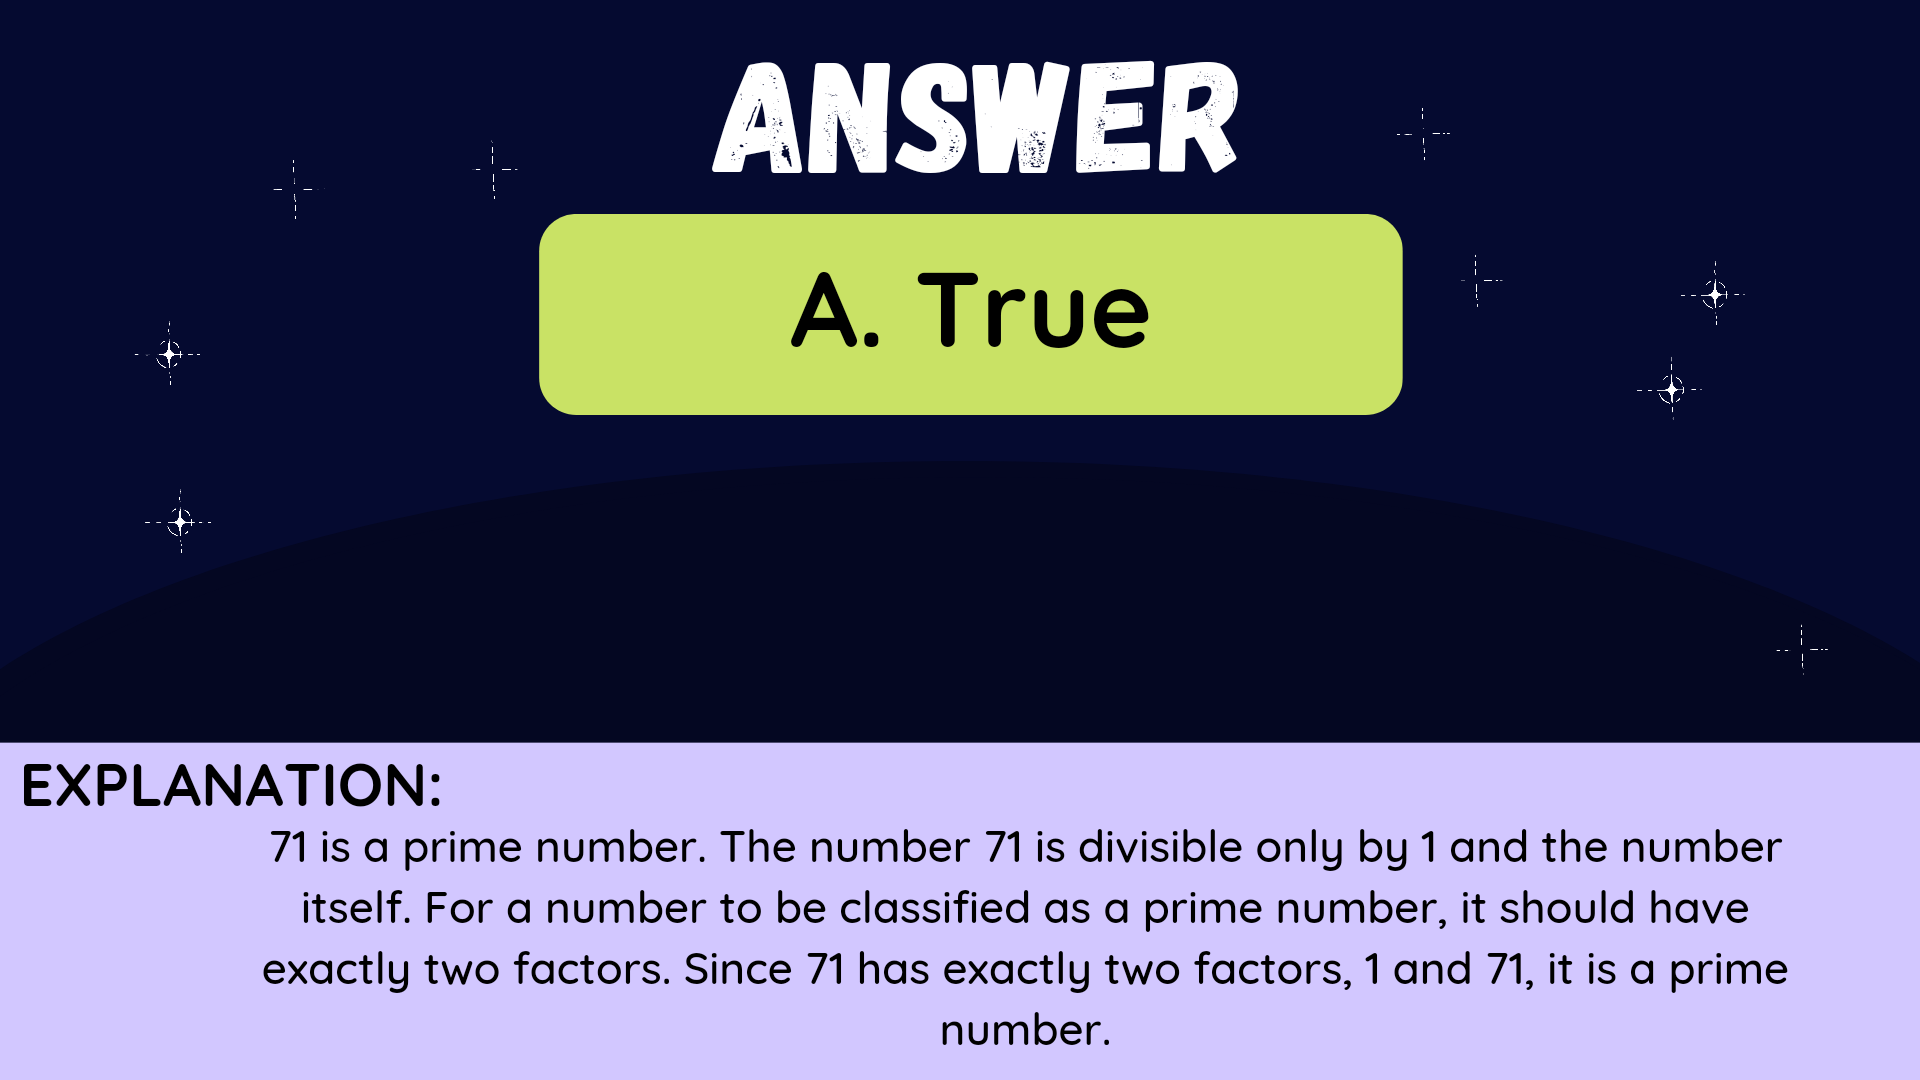 ANSWER
A. True
EXPLANATION:
71 is a prime number. The number 71 is divisible only by 1 and the number
itself. For a number to be classified as a prime number, it should have
exactly two factors. Since 71 has exactly two factors, 1 and 71, it is a prime
number.